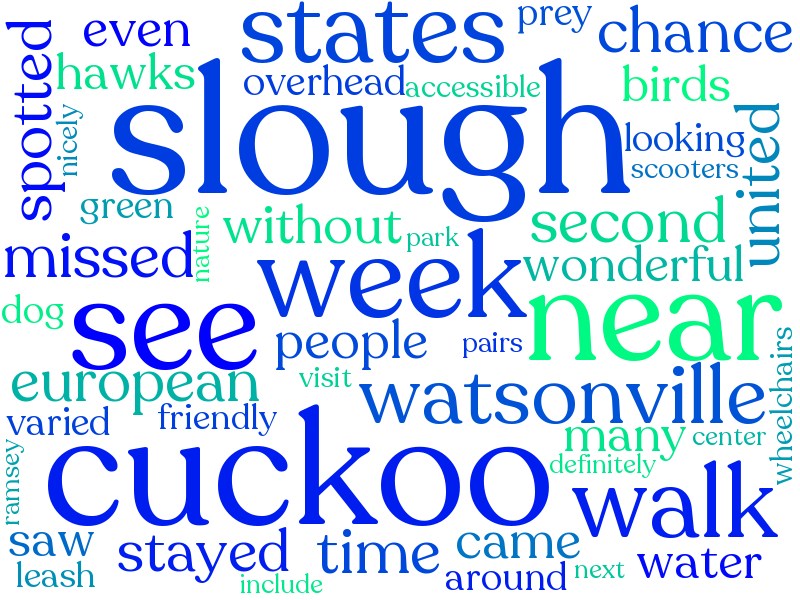 states
prey
chance
even
spotted
hawks
overhead
accessible
birds
slough
nicely
looking
scooters
united
green
nature
without
park
second
missed
week
wonderful
dog
see
near
people
pairs
visit
european
watsonville
wheelchairs
varied
friendly
many
center
cuckoo
definitely
ramsey
walk
saw
stayed
time
came
water
leash
include
around
next